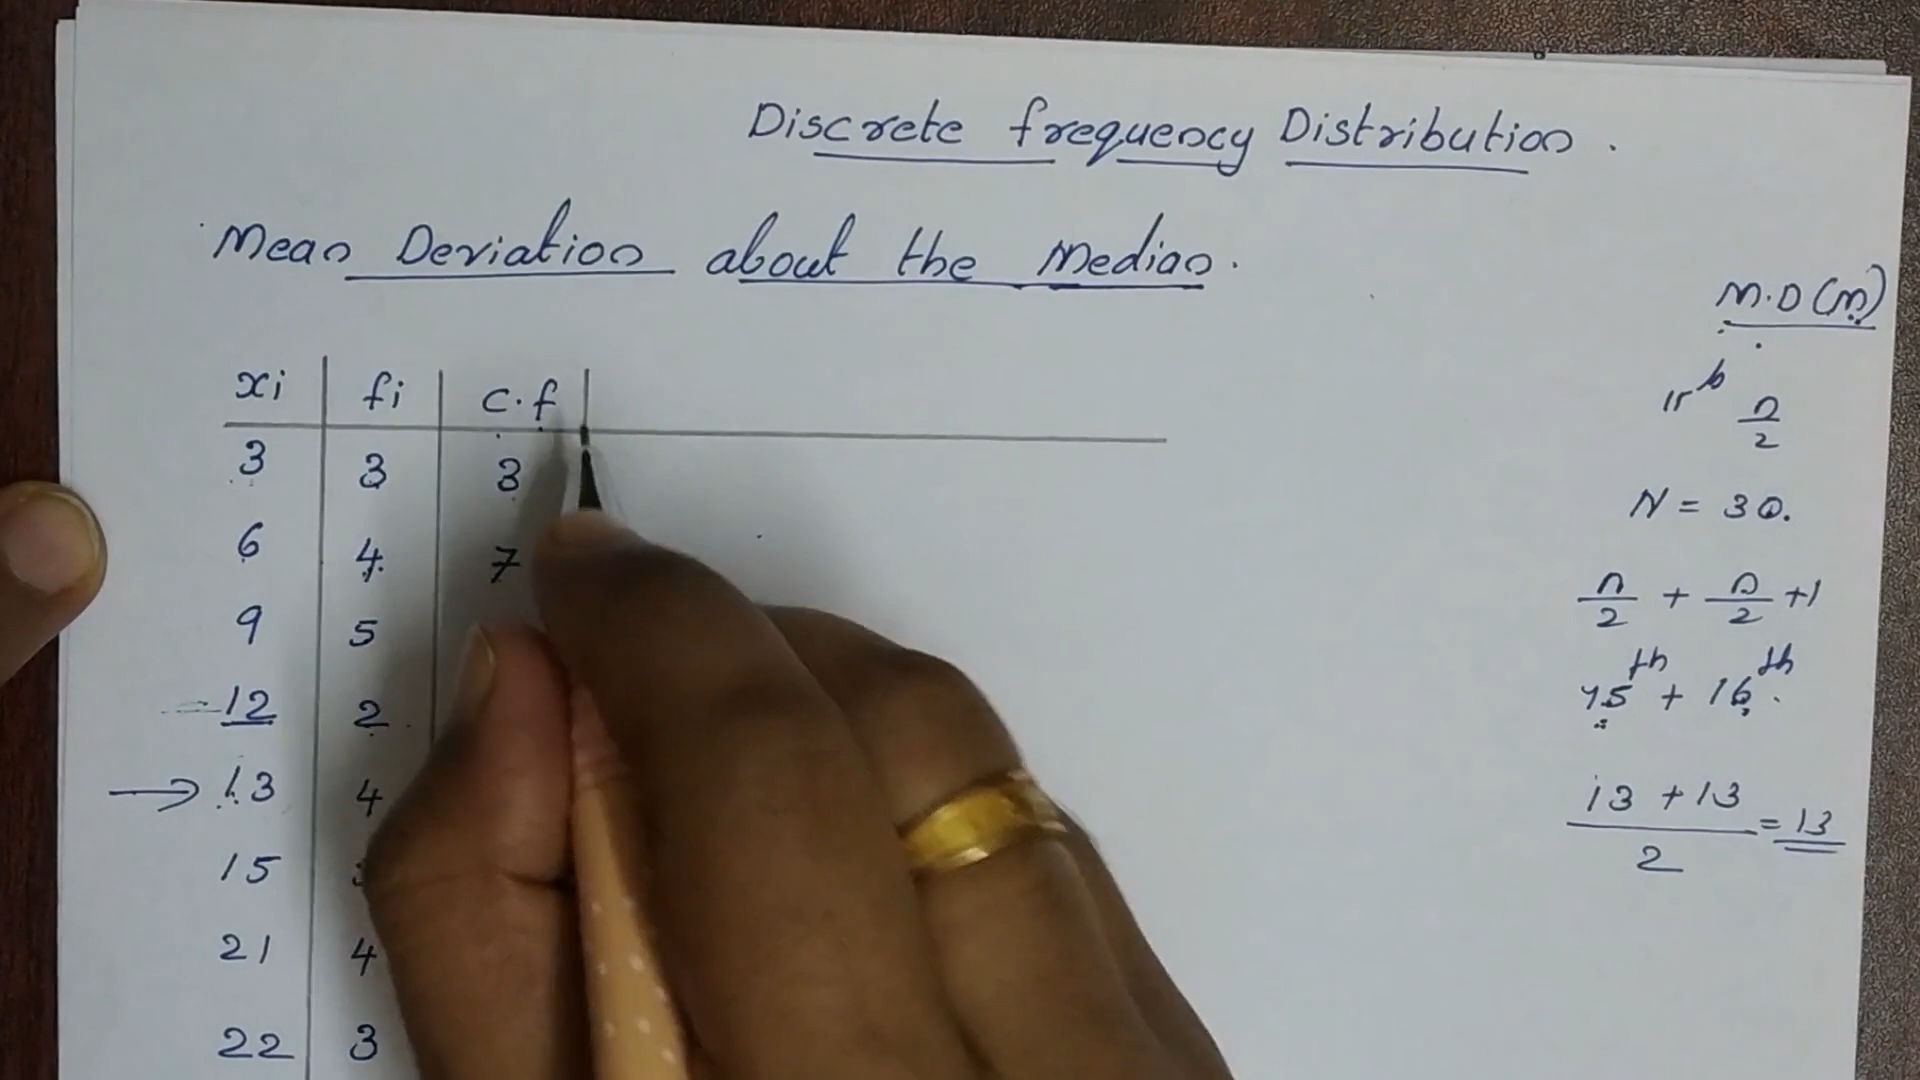 Discrete frequency Distribution.
Mean Deviation about the Median.
xi fi c.f
3 3 3
6 4 7
9 5
12 2
13 4
15
21 4
22 3
M.D(M)
n/2
N = 30.
n/2 + n/2 +1
15th + 16th.
13 + 13 / 2 = 13